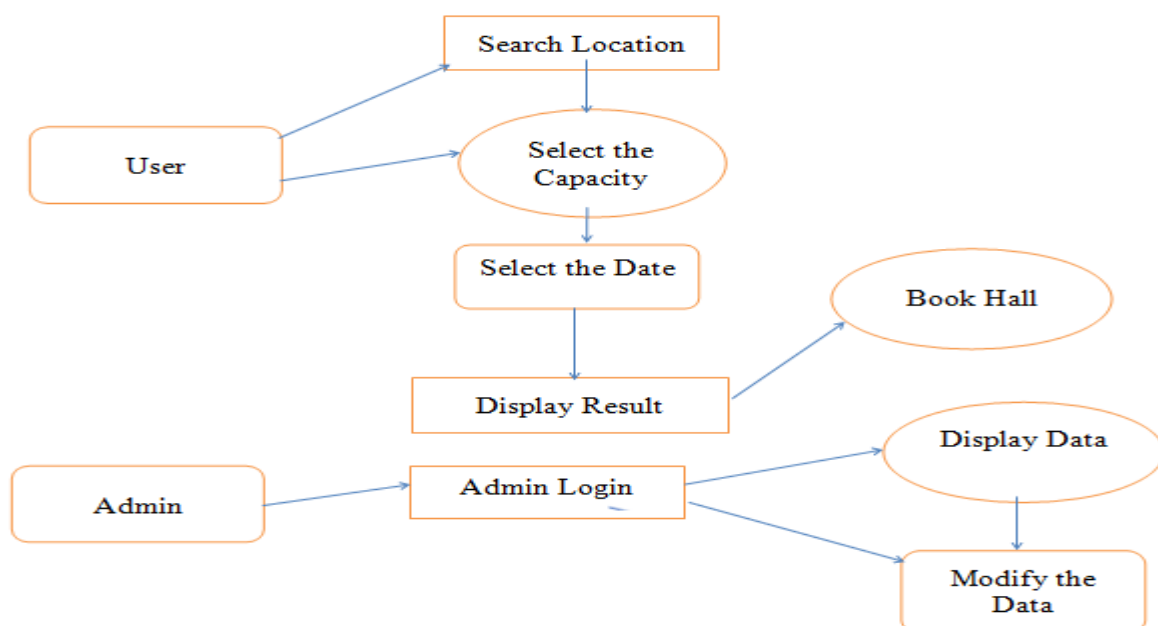 Search Location
User
Select the
Capacity
Select the Date
Book Hall
Display Result
Display Data
Admin
Admin Login
Modify the
Data